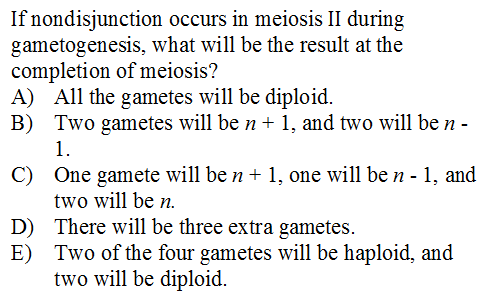 If nondisjunction occurs in meiosis II during
gametogenesis, what will be the result at the
completion of meiosis?
A) All the gametes will be diploid.
B) Two gametes will be n + 1, and two will be n -
1.
C) One gamete will be n + 1, one will be n - 1, and
two will be n.
D) There will be three extra gametes.
E) Two of the four gametes will be haploid, and
two will be diploid.